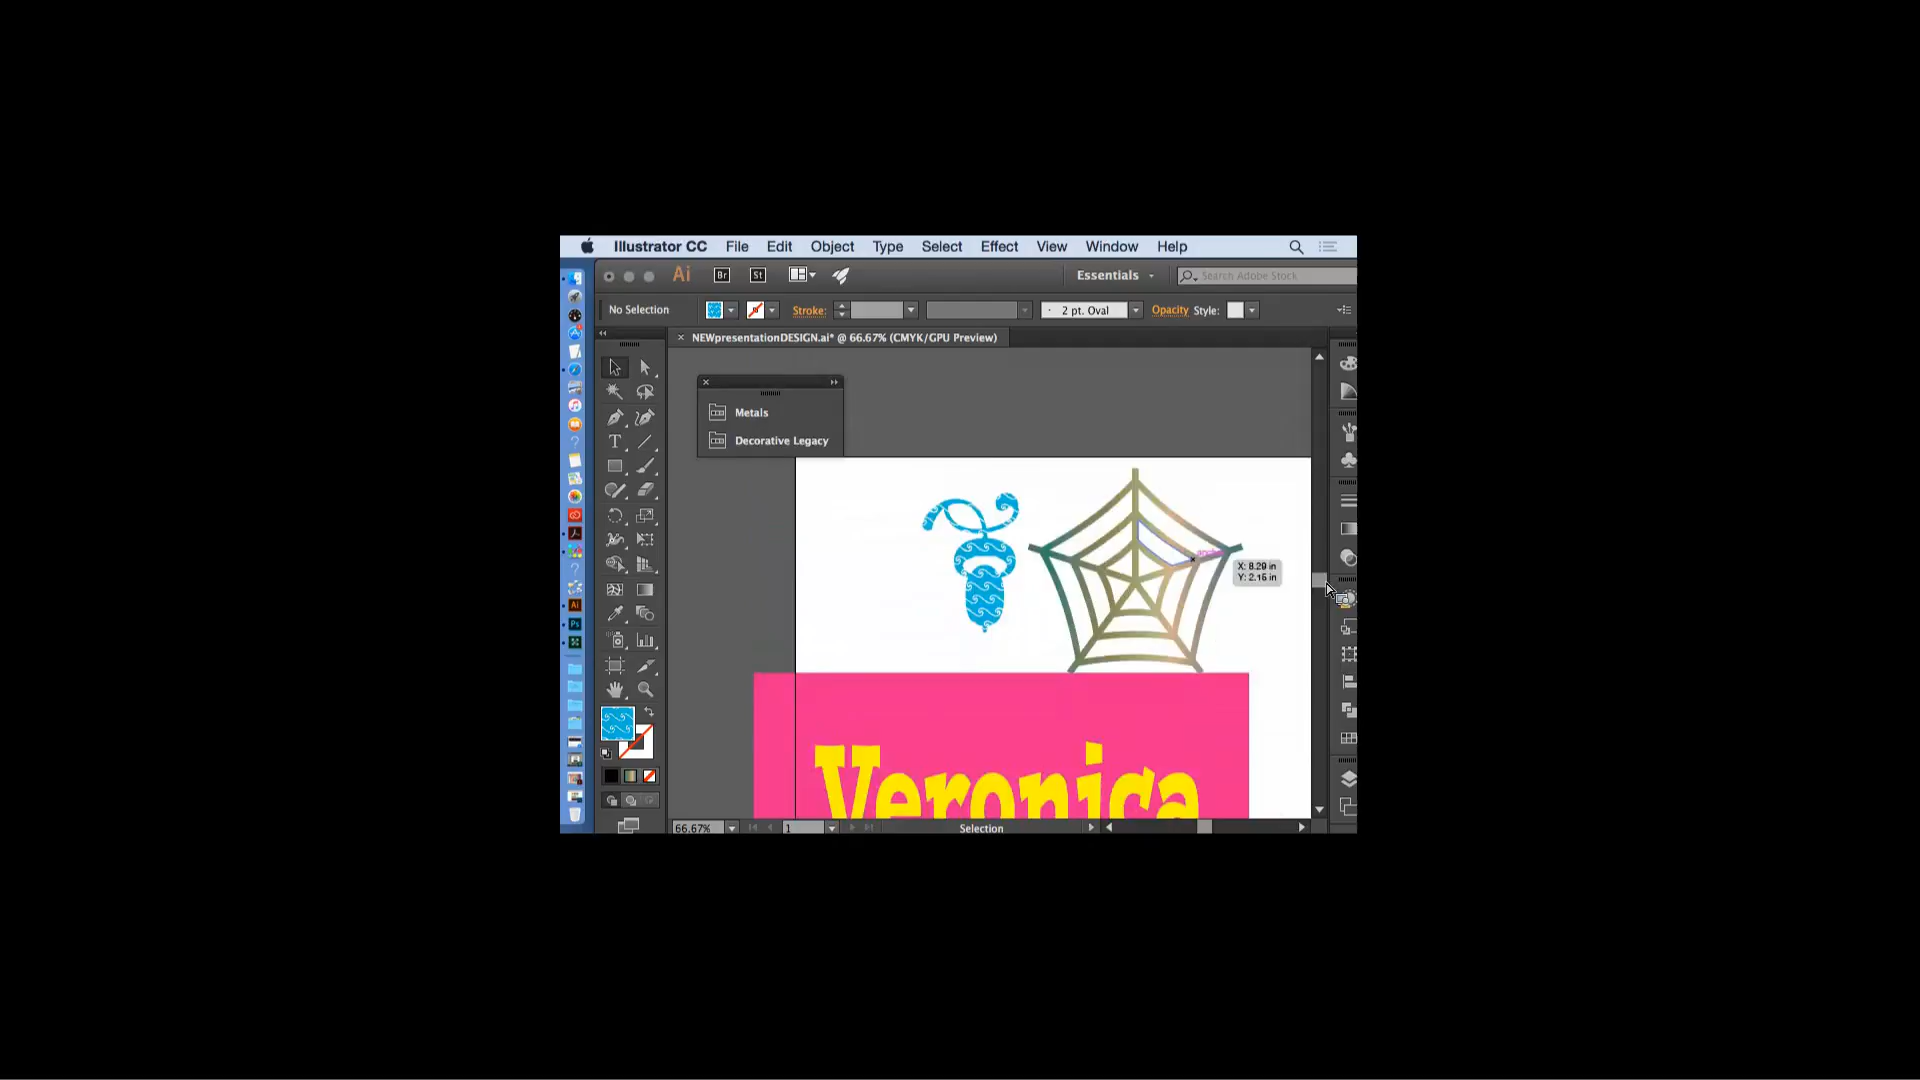 Illustrator CC File Edit Object Type Select Effect View Window Help
Ai Br St Essentials Search Adobe Stock
No Selection Stroke: 2 pt. Oval Opacity Style:
× NEWpresentationDESIGN.ai* @ 66.67% (CMYK/GPU Preview)
Metals
Decorative Legacy
X: 8.29 in
Y: 2.15 in
Veronica
66.67% 1 Selection